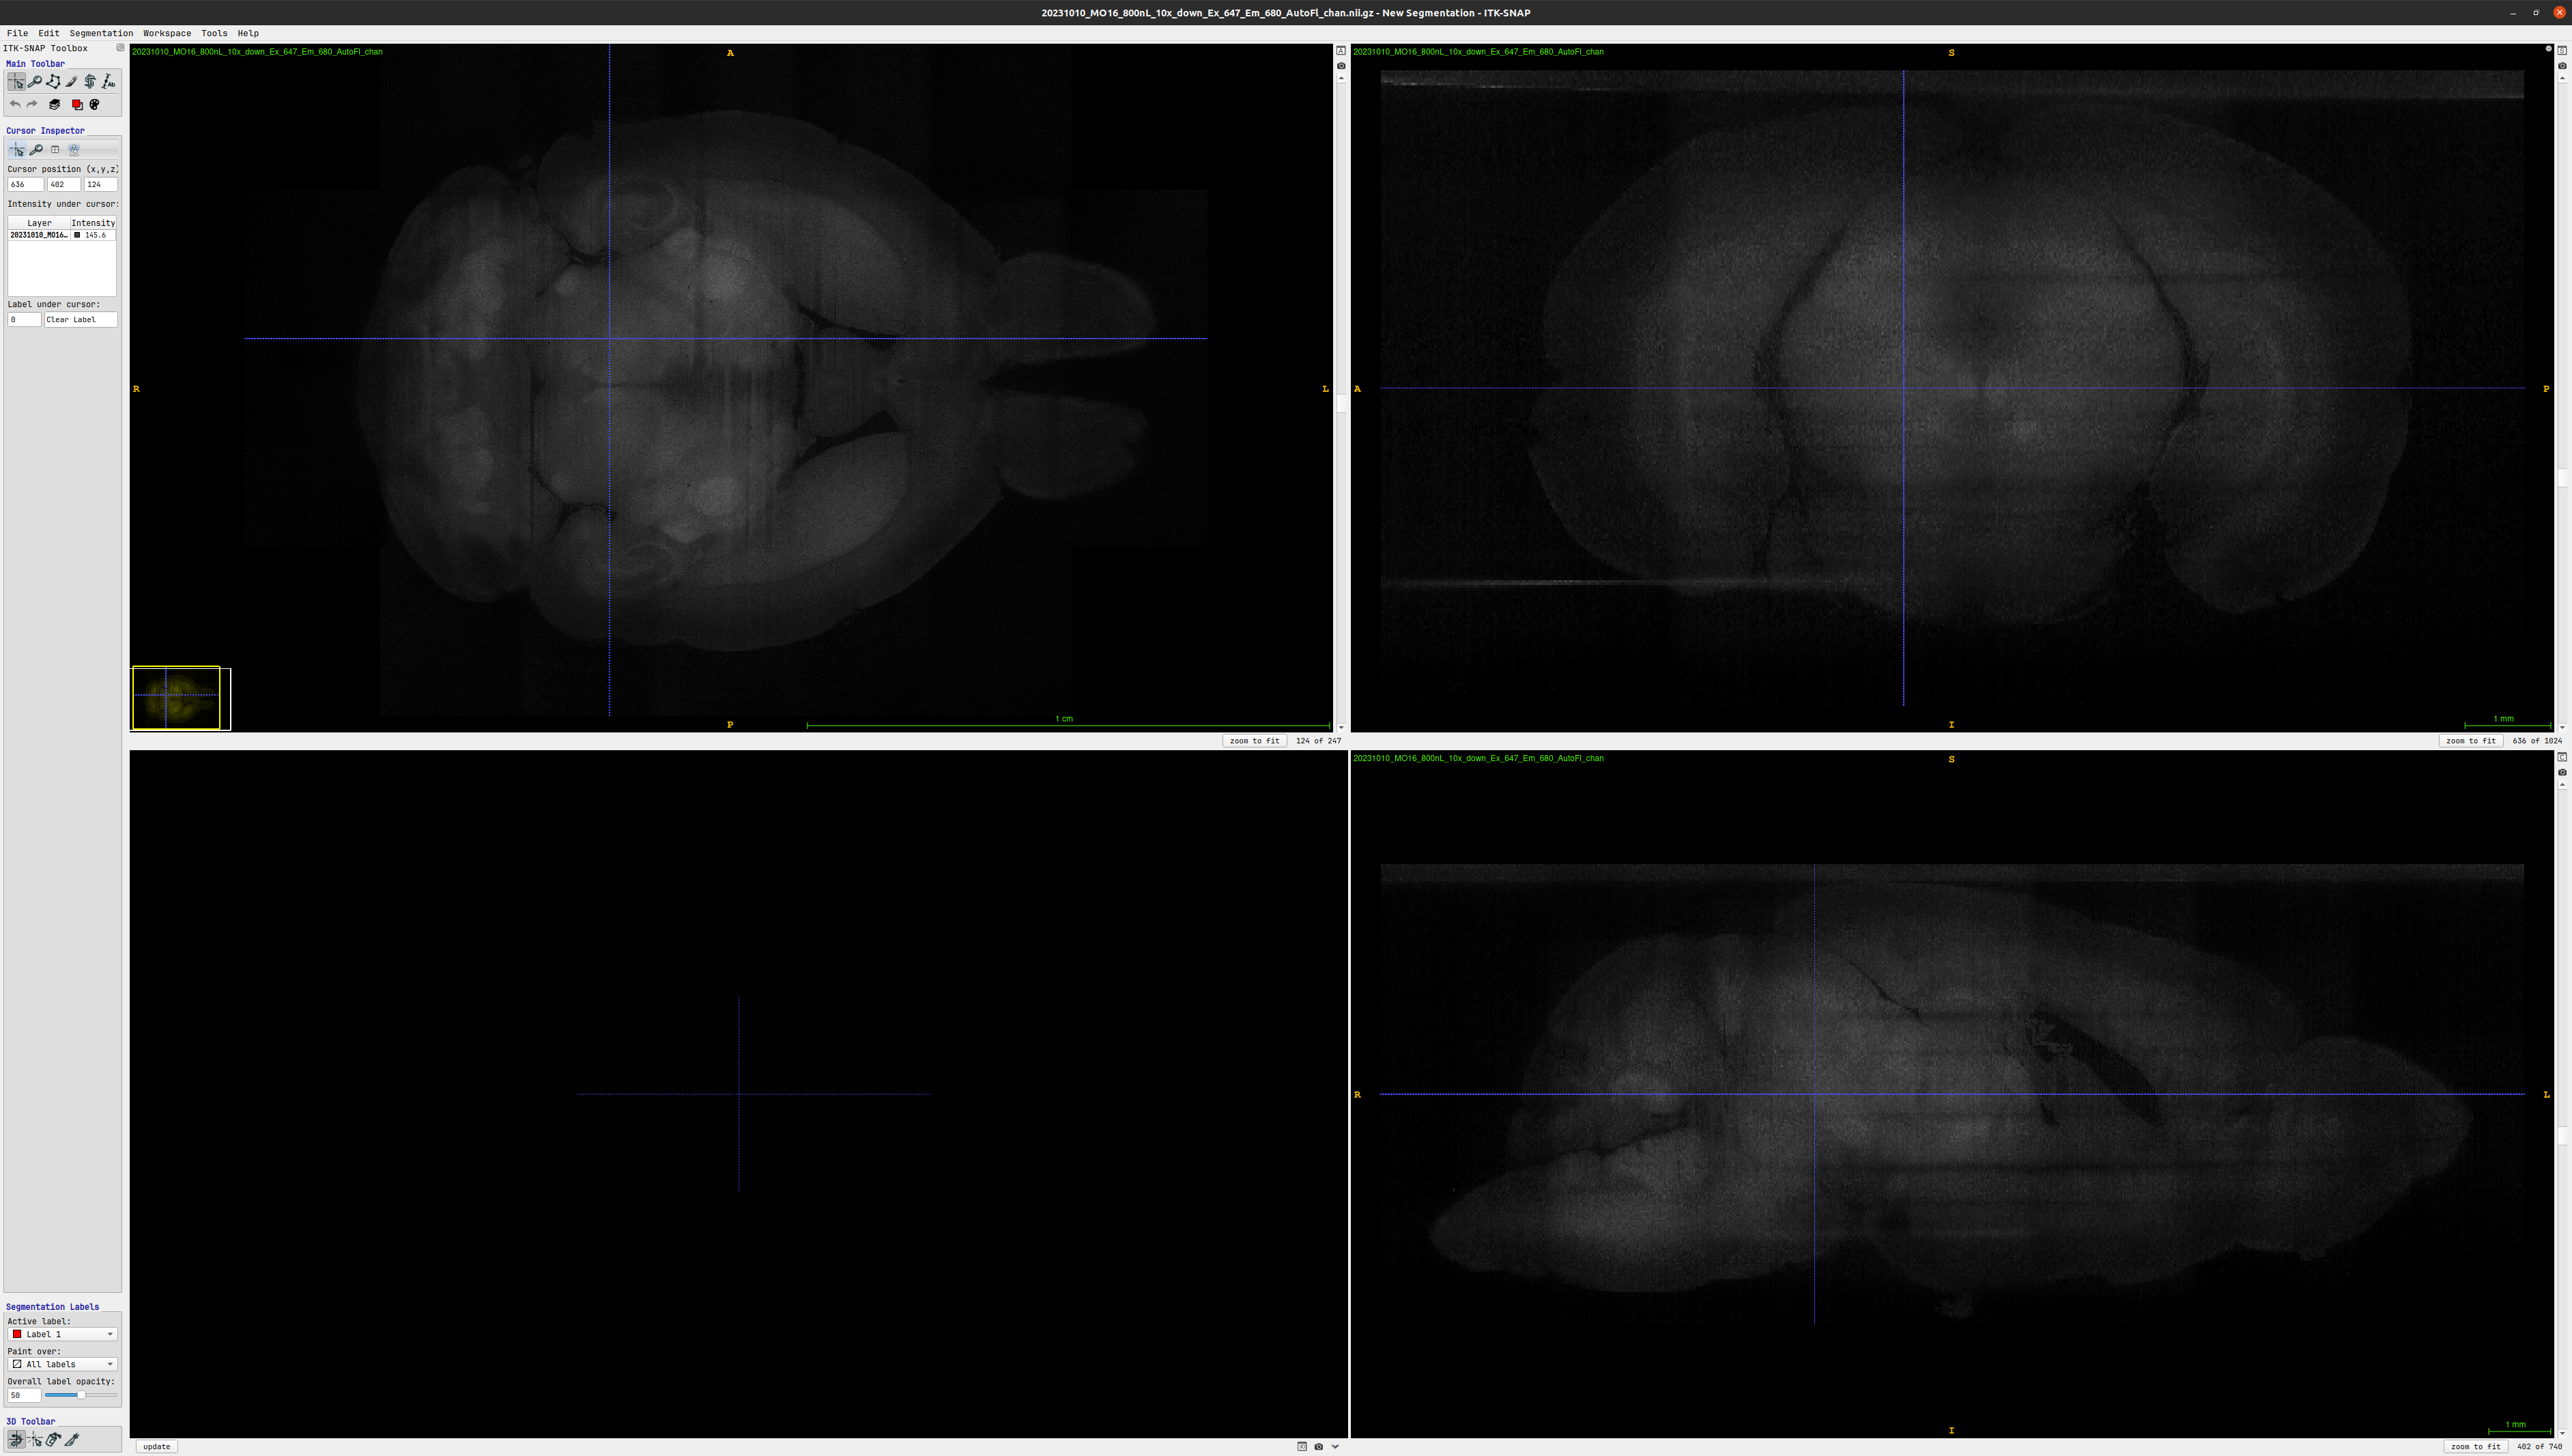 20231010_MO16_800nL_10x_down_Ex_647_Em_680_AutoFl_chan.nii.gz - New Segmentation - ITK-SNAP
File Edit Segmentation Workspace Tools Help
ITK-SNAP Toolbox
Main Toolbar
Cursor Inspector
Cursor position (x,y,z)
636 402 124
Intensity under cursor:
Layer Intensity
20231010_MO16… 145.6
Label under cursor:
0 Clear Label
Segmentation Labels
Active label:
Label 1
Paint over:
All labels
Overall label opacity:
50
3D Toolbar
20231010_MO16_800nL_10x_down_Ex_647_Em_680_AutoFl_chan
A
R
L
P
1 cm
zoom to fit 124 of 247
20231010_MO16_800nL_10x_down_Ex_647_Em_680_AutoFl_chan
S
A
P
I
1 mm
zoom to fit 636 of 1024
update
20231010_MO16_800nL_10x_down_Ex_647_Em_680_AutoFl_chan
S
R
L
I
1 mm
zoom to fit 402 of 740
A
S
C